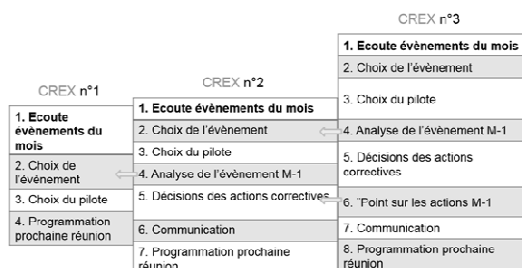 CREX n°1
1. Ecoute
évènements du
mois
2. Choix de
l'évènement
3. Choix du pilote
4. Programmation
prochaine réunion
CREX n°2
1. Ecoute évènements du mois
2. Choix de l'évènement
3. Choix du pilote
4. Analyse de l'évènement M-1
5. Décisions des actions correctives
6. Communication
7. Programmation prochaine
réunion
CREX n°3
1. Ecoute évènements du mois
2. Choix de l'évènement
3. Choix du pilote
4. Analyse de l'évènement M-1
5. Décisions des actions
correctives
6. "Point sur les actions M-1
7. Communication
8. Programmation prochaine
réunion